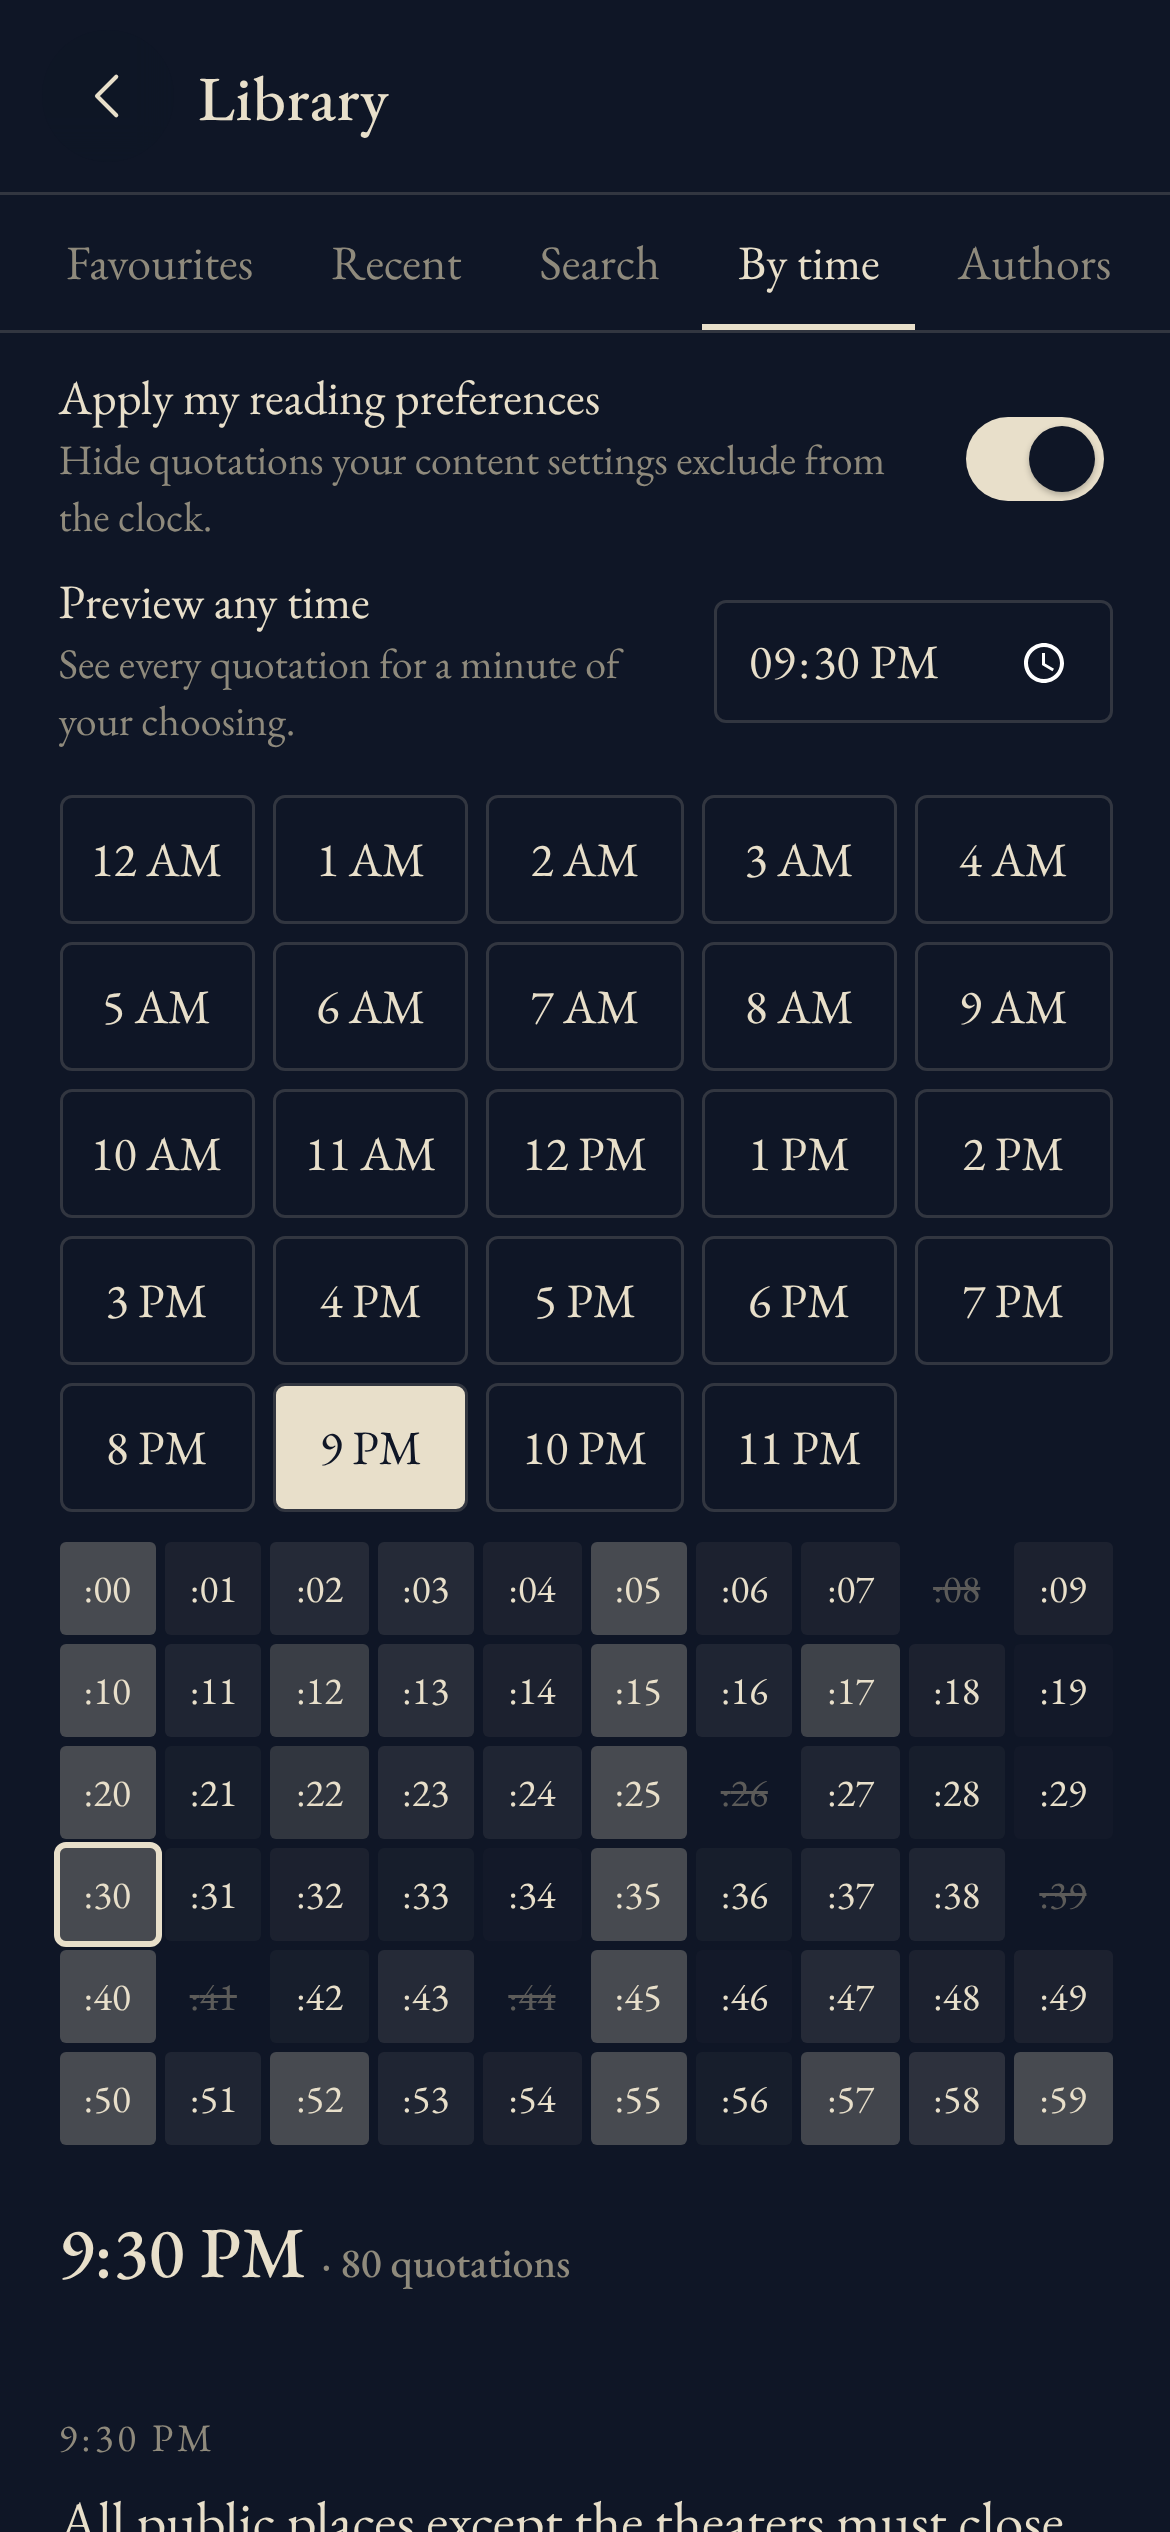 Library
Favourites Recent Search By time Authors
Apply my reading preferences
Hide quotations your content settings exclude from
the clock.
Preview any time
See every quotation for a minute of
your choosing.
09:30 PM
12 AM 1 AM 2 AM 3 AM 4 AM
5 AM 6 AM 7 AM 8 AM 9 AM
10 AM 11 AM 12 PM 1 PM 2 PM
3 PM 4 PM 5 PM 6 PM 7 PM
8 PM 9 PM 10 PM 11 PM
:00 :01 :02 :03 :04 :05 :06 :07 :08 :09
:10 :11 :12 :13 :14 :15 :16 :17 :18 :19
:20 :21 :22 :23 :24 :25 :26 :27 :28 :29
:30 :31 :32 :33 :34 :35 :36 :37 :38 :39
:40 :41 :42 :43 :44 :45 :46 :47 :48 :49
:50 :51 :52 :53 :54 :55 :56 :57 :58 :59
9:30 PM · 80 quotations
9:30 PM
All public places except the theaters must close